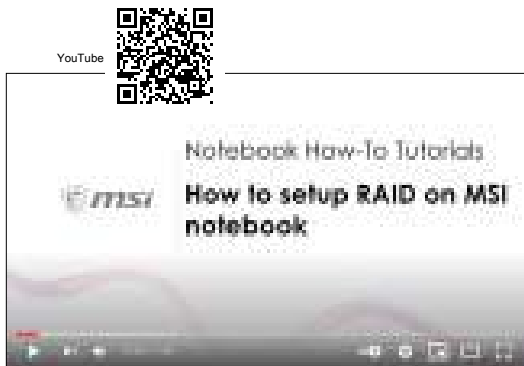 YouTube
Notebook How-To Tutorials
msi
How to setup RAID on MSI
notebook